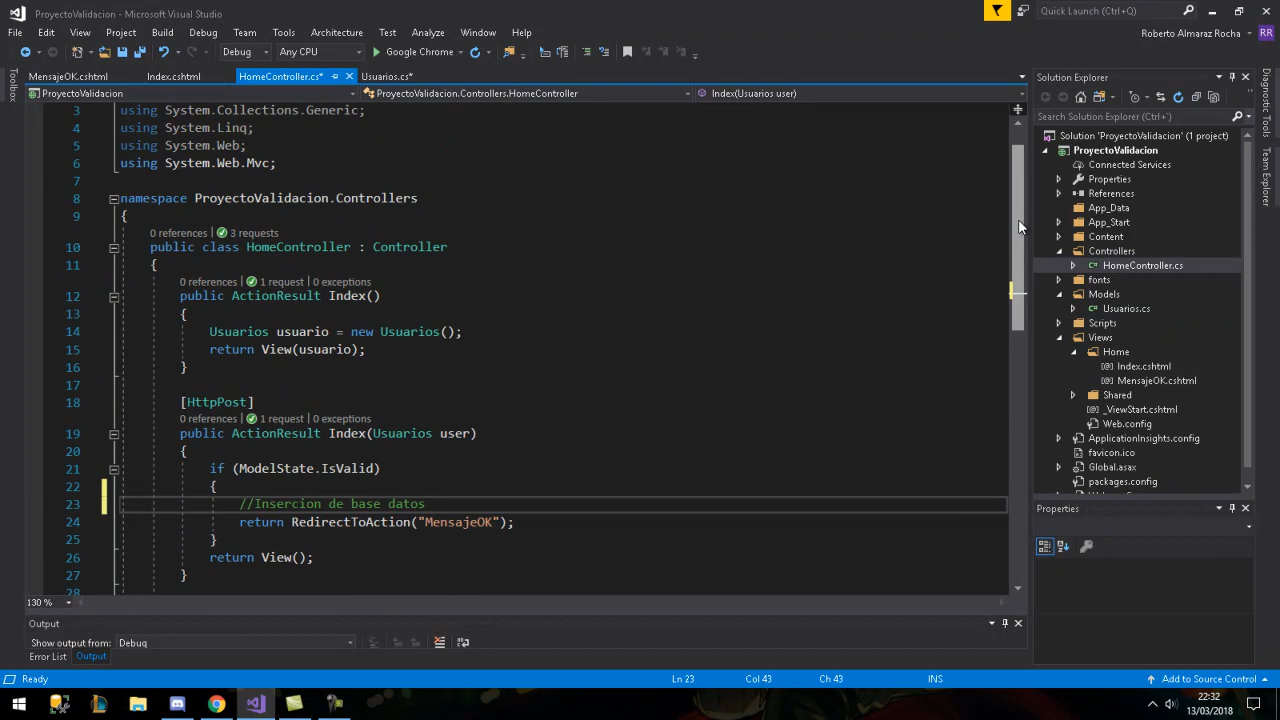 ProyectoValidacion - Microsoft Visual Studio
Quick Launch (Ctrl+Q)
File Edit View Project Build Debug Team Tools Architecture Test Analyze Window Help
Roberto Almaraz Rocha
RR
Debug Any CPU Google Chrome
MensajeOK.cshtml Index.cshtml HomeController.cs* Usuarios.cs*
ProyectoValidacion ProyectoValidacion.Controllers.HomeController Index(Usuarios user)
Toolbox
3 using System.Collections.Generic;
4 using System.Linq;
5 using System.Web;
6 using System.Web.Mvc;
7
8 namespace ProyectoValidacion.Controllers
9 {
0 references | 3 requests
10 public class HomeController : Controller
11 {
0 references | 1 request | 0 exceptions
12 public ActionResult Index()
13 {
14 Usuarios usuario = new Usuarios();
15 return View(usuario);
16 }
17
18 [HttpPost]
0 references | 1 request | 0 exceptions
19 public ActionResult Index(Usuarios user)
20 {
21 if (ModelState.IsValid)
22 {
23 //Insercion de base datos
24 return RedirectToAction("MensajeOK");
25 }
26 return View();
27 }
28
130 %
Output
Show output from: Debug
Error List Output
Solution Explorer
Search Solution Explorer (Ctrl+')
Solution 'ProyectoValidacion' (1 project)
ProyectoValidacion
Connected Services
Properties
References
App_Data
App_Start
Content
Controllers
C# HomeController.cs
fonts
Models
C# Usuarios.cs
Scripts
Views
Home
Index.cshtml
MensajeOK.cshtml
Shared
_ViewStart.cshtml
Web.config
ApplicationInsights.config
favicon.ico
Global.asax
packages.config
Properties
Diagnostic Tools
Team Explorer
Ready Ln 23 Col 43 Ch 43 INS Add to Source Control
22:32
13/03/2018